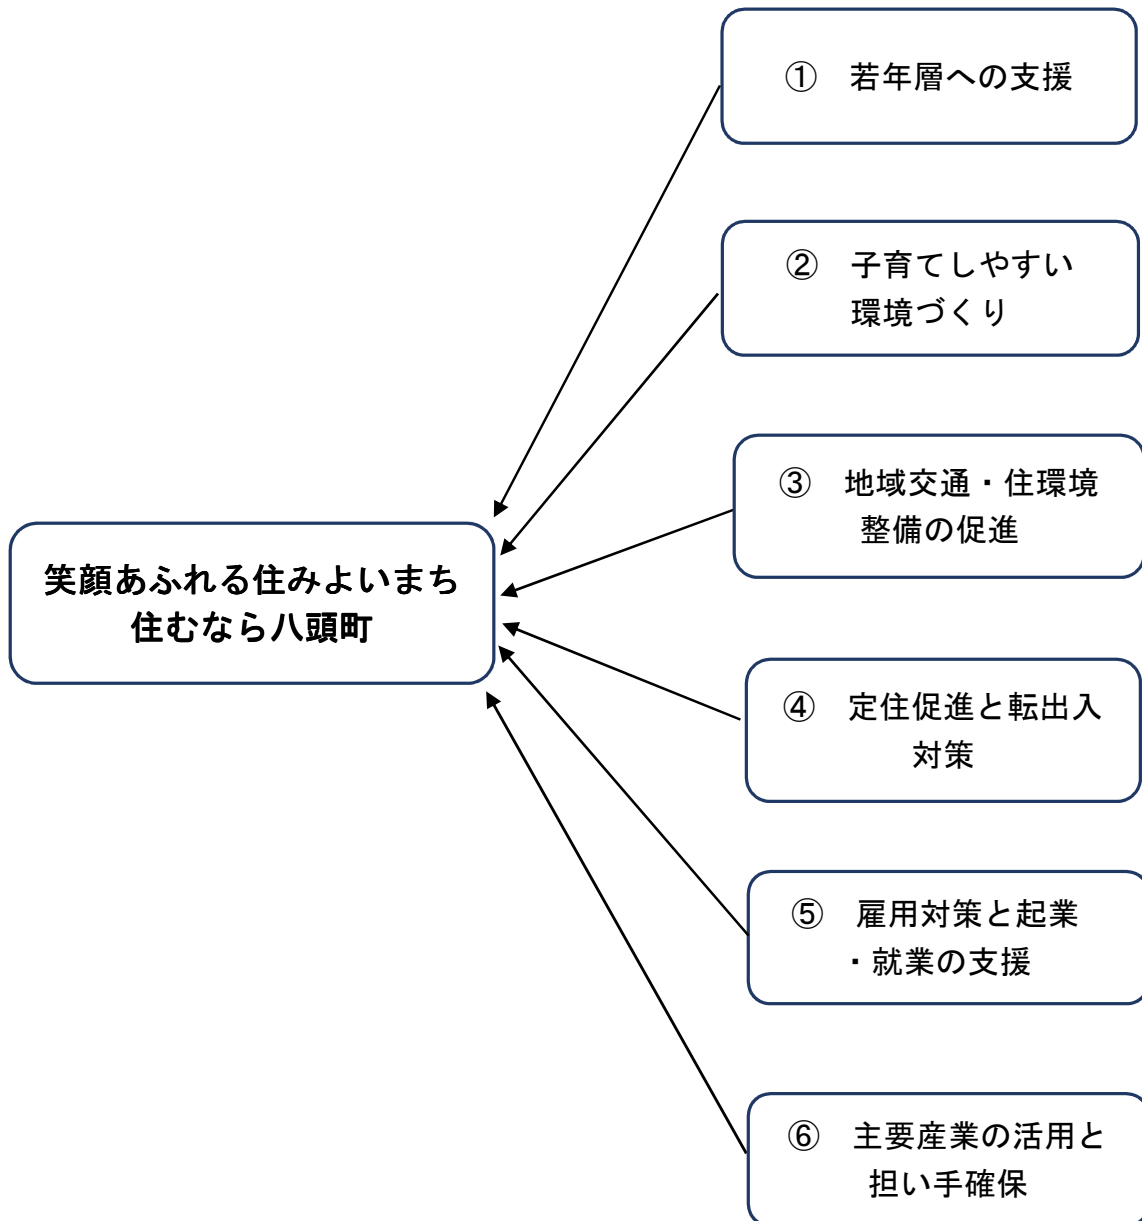 ① 若年層への支援
② 子育てしやすい
環境づくり
③ 地域交通・住環境
整備の促進
笑顔あふれる住みよいまち
住むなら八頭町
④ 定住促進と転出入
対策
⑤ 雇用対策と起業
・就業の支援
⑥ 主要産業の活用と
担い手確保